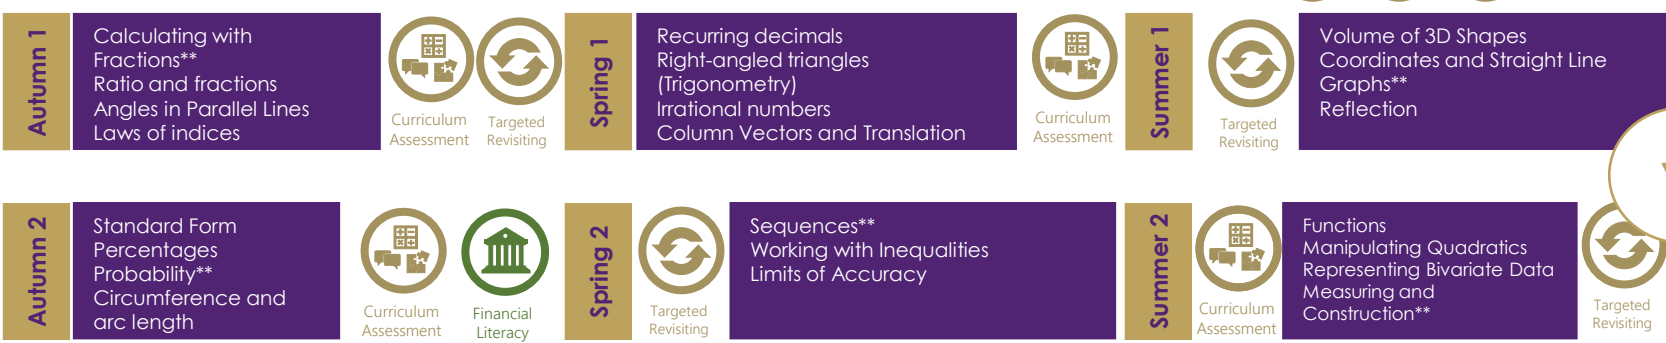 Autumn 1
Calculating with
Fractions**
Ratio and fractions
Angles in Parallel Lines
Laws of indices
Curriculum
Assessment
Targeted
Revisiting
Spring 1
Recurring decimals
Right-angled triangles
(Trigonometry)
Irrational numbers
Column Vectors and Translation
Curriculum
Assessment
Summer 1
Targeted
Revisiting
Volume of 3D Shapes
Coordinates and Straight Line
Graphs**
Reflection
Autumn 2
Standard Form
Percentages
Probability**
Circumference and
arc length
Curriculum
Assessment
Financial
Literacy
Spring 2
Targeted
Revisiting
Sequences**
Working with Inequalities
Limits of Accuracy
Summer 2
Curriculum
Assessment
Functions
Manipulating Quadratics
Representing Bivariate Data
Measuring and
Construction**
Targeted
Revisiting